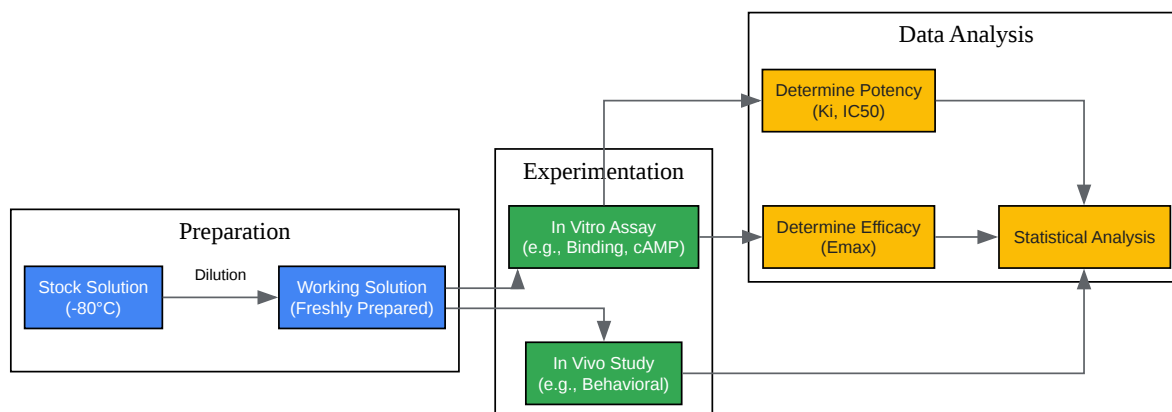 Preparation
Stock Solution
(-80°C)
Dilution
Working Solution
(Freshly Prepared)
Experimentation
In Vitro Assay
(e.g., Binding, cAMP)
In Vivo Study
(e.g., Behavioral)
Data Analysis
Determine Potency
(Ki, IC50)
Determine Efficacy
(Emax)
Statistical Analysis